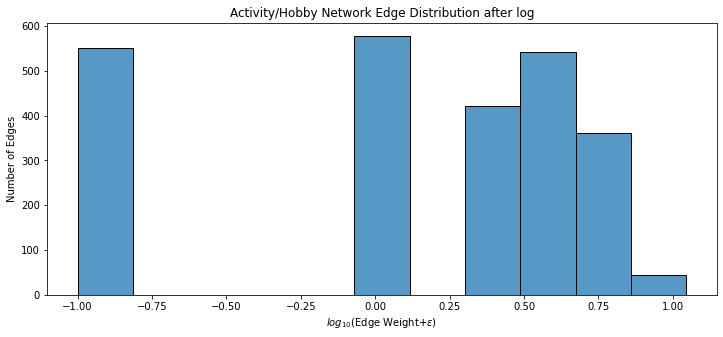 Activity/Hobby Network Edge Distribution after log
600
500
400
300
200
100
0
Number of Edges
−1.00 −0.75 −0.50 −0.25 0.00 0.25 0.50 0.75 1.00
log₁₀(Edge Weight+ε)